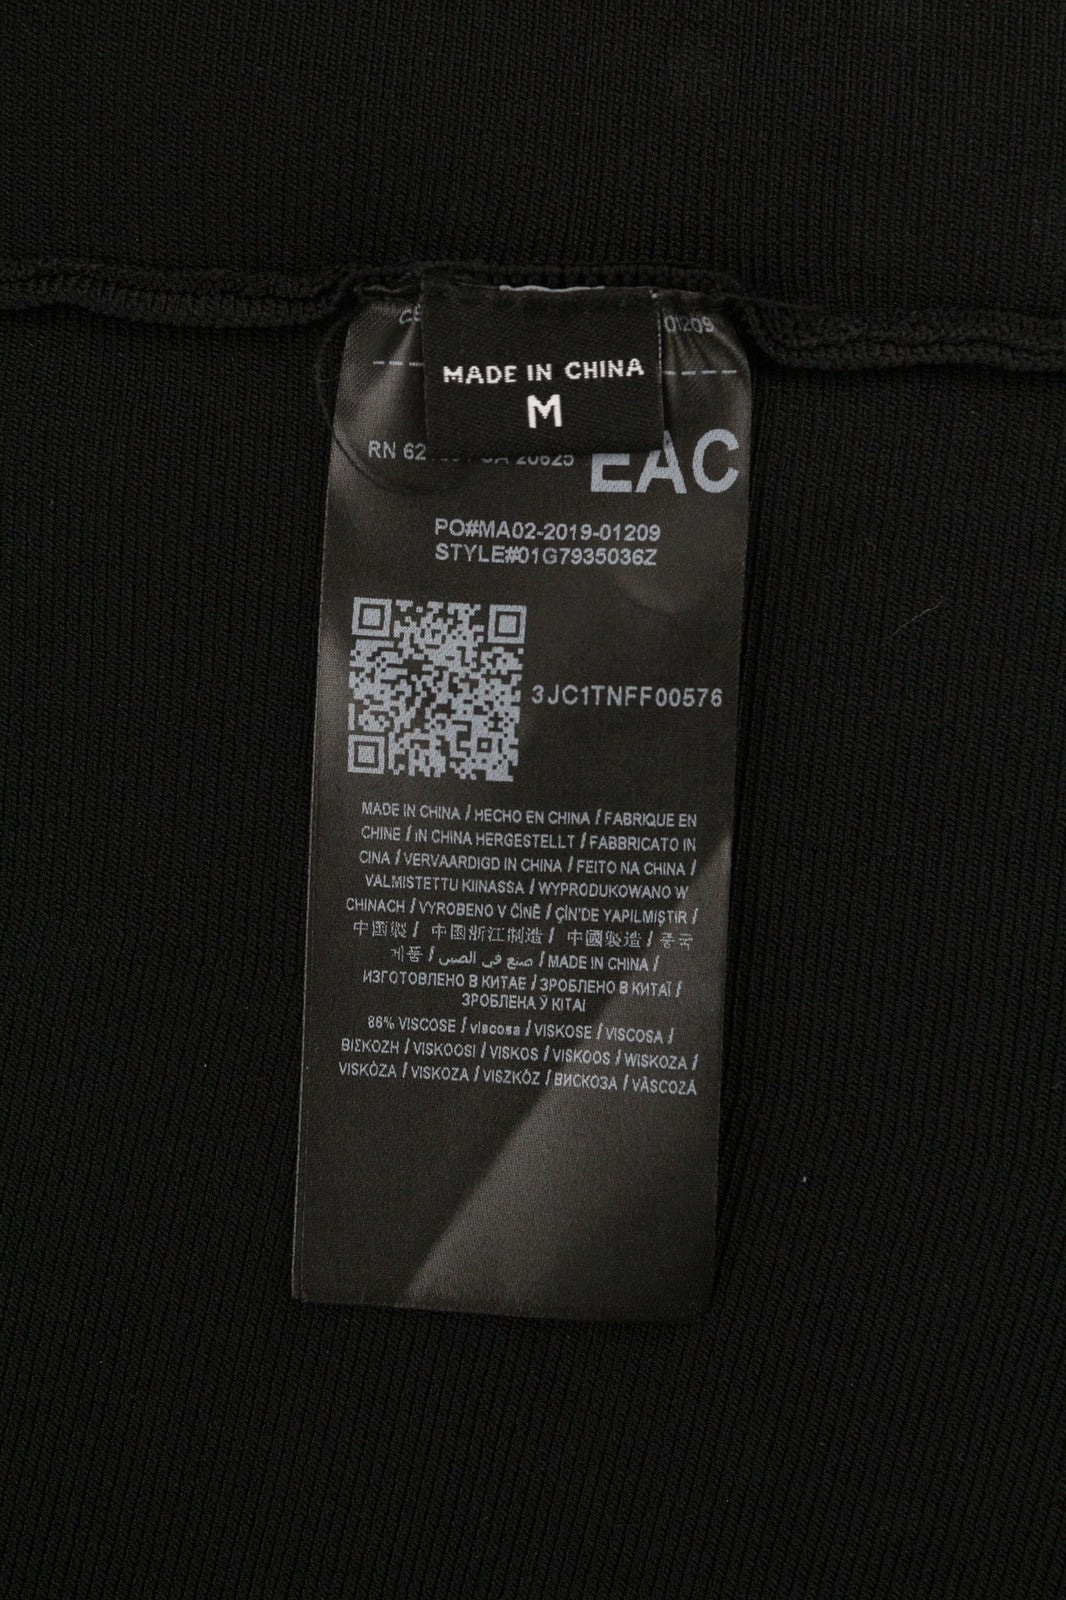 MADE IN CHINA
M
01209
RN 62
20625
EAC
PO#MA02-2019-01209
STYLE#01G7935036Z
3JC1TNFF00576
MADE IN CHINA / HECHO EN CHINA / FABRIQUE EN
CHINE / IN CHINA HERGESTELLT / FABBRICATO IN
CINA / VERVAARDIGD IN CHINA / FEITO NA CHINA /
VALMISTETTU KIINASSA / WYPRODUKOWANO W
CHINACH / VYROBENO V ČÍNĚ / ÇİN'DE YAPILMIŞTIR /
中国製 / 中国浙江制造 / 中國製造 / 중국
제품 / صنع في الصين / MADE IN CHINA /
ИЗГОТОВЛЕНО В КИТАЕ / ЗРОБЛЕНО В КИТАЇ /
ЗРОБЛЕНА Ў КІТАІ
86% VISCOSE / viscosa / VISKOSE / VISCOSA /
ΒΙΣΚΟΖΗ / VISKOOSI / VISKOS / VISKOOS / WISKOZA /
VISKÓZA / VISKOZA / VISZKÓZ / ВИСКОЗА / VÂSCOZĂ